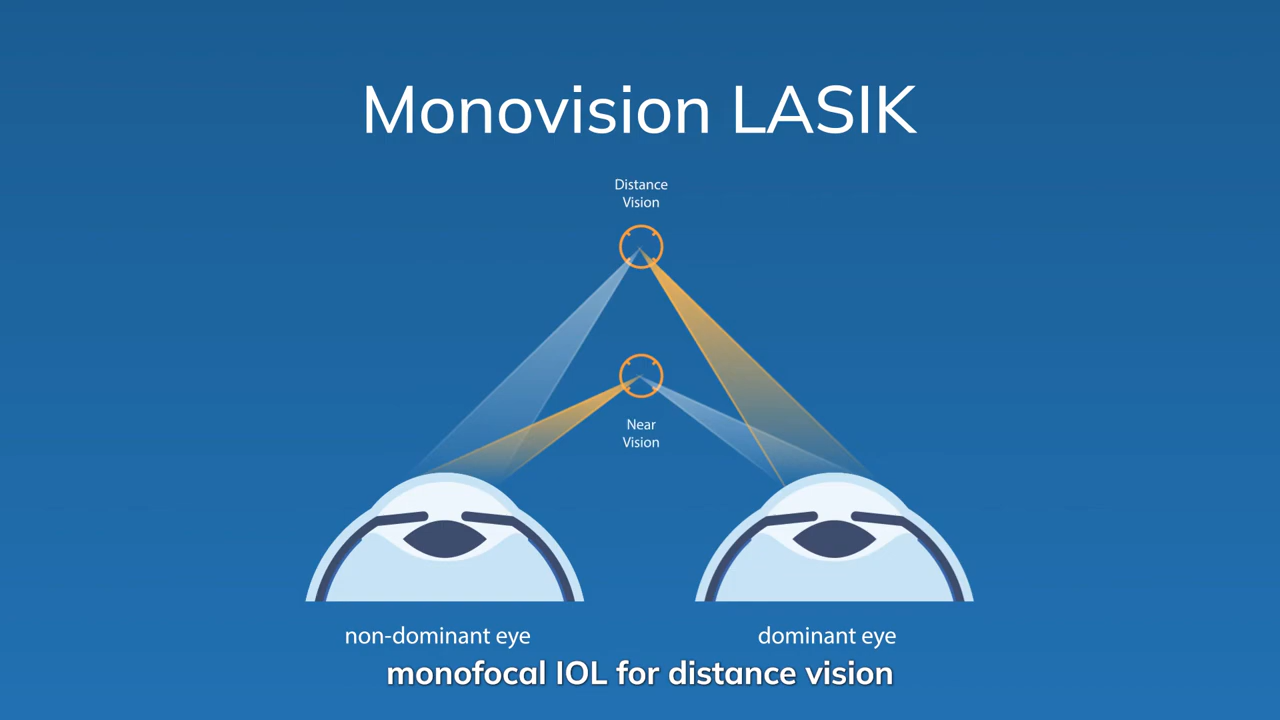 Monovision LASIK
Distance
Vision
Near
Vision
non-dominant eye
dominant eye
monofocal IOL for distance vision